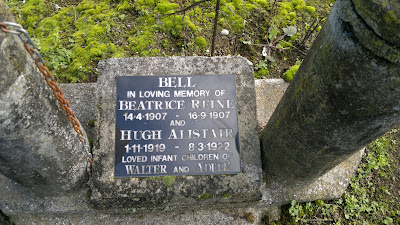 BELL
IN LOVING MEMORY OF
BEATRICE REINE
14·4·1907 - 16·9·1907
AND
HUGH ALISTAIR
1·11·1919 - 8·3·1922
LOVED INFANT CHILDREN OF
WALTER AND